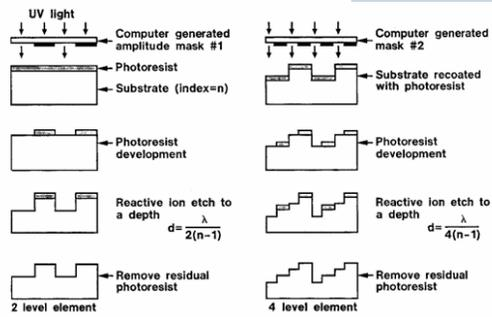 UV light
Computer generated
amplitude mask #1
Photoresist
Substrate (index=n)
Photoresist
development
Reactive ion etch to
a depth
d= λ
2(n-1)
Remove residual
photoresist
2 level element
Computer generated
mask #2
Substrate recoated
with photoresist
Photoresist
development
Reactive ion etch to
a depth
d= λ
4(n-1)
Remove residual
photoresist
4 level element